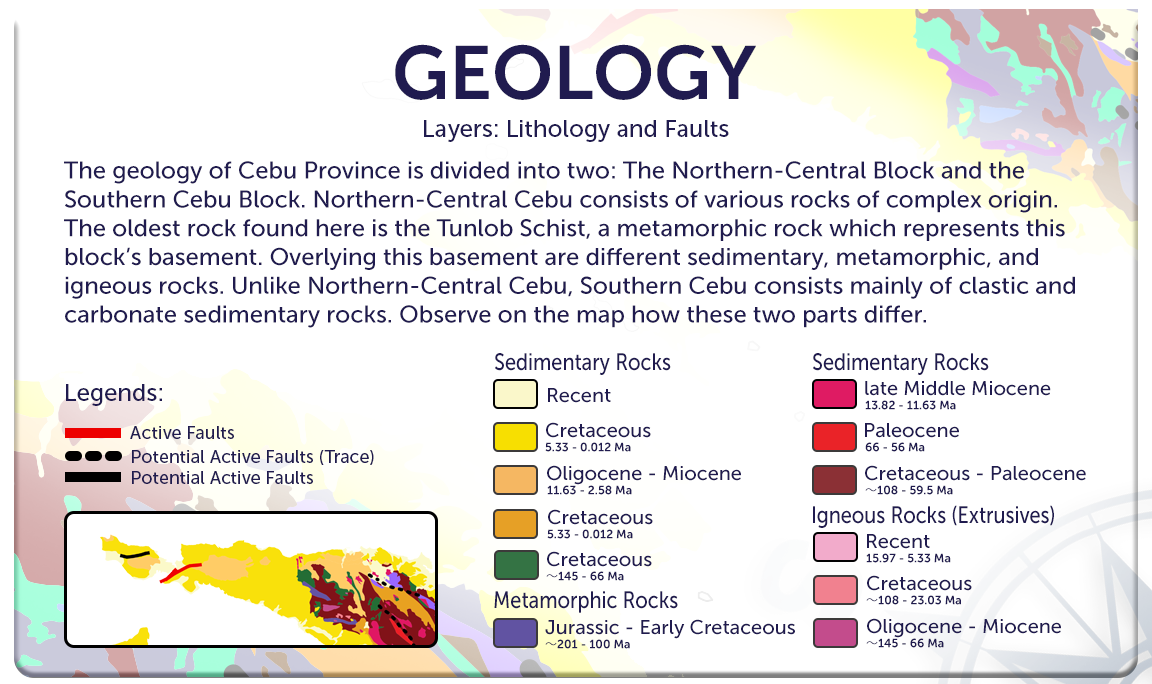 GEOLOGY
Layers: Lithology and Faults
The geology of Cebu Province is divided into two: The Northern-Central Block and the
Southern Cebu Block. Northern-Central Cebu consists of various rocks of complex origin.
The oldest rock found here is the Tunlob Schist, a metamorphic rock which represents this
block’s basement. Overlying this basement are different sedimentary, metamorphic, and
igneous rocks. Unlike Northern-Central Cebu, Southern Cebu consists mainly of clastic and
carbonate sedimentary rocks. Observe on the map how these two parts differ.
Legends:
Active Faults
Potential Active Faults (Trace)
Potential Active Faults
Sedimentary Rocks
Recent
Cretaceous
5.33 - 0.012 Ma
Oligocene - Miocene
11.63 - 2.58 Ma
Cretaceous
5.33 - 0.012 Ma
Cretaceous
~145 - 66 Ma
Metamorphic Rocks
Jurassic - Early Cretaceous
~201 - 100 Ma
Sedimentary Rocks
late Middle Miocene
13.82 - 11.63 Ma
Paleocene
66 - 56 Ma
Cretaceous - Paleocene
~108 - 59.5 Ma
Igneous Rocks (Extrusives)
Recent
15.97 - 5.33 Ma
Cretaceous
~108 - 23.03 Ma
Oligocene - Miocene
~145 - 66 Ma